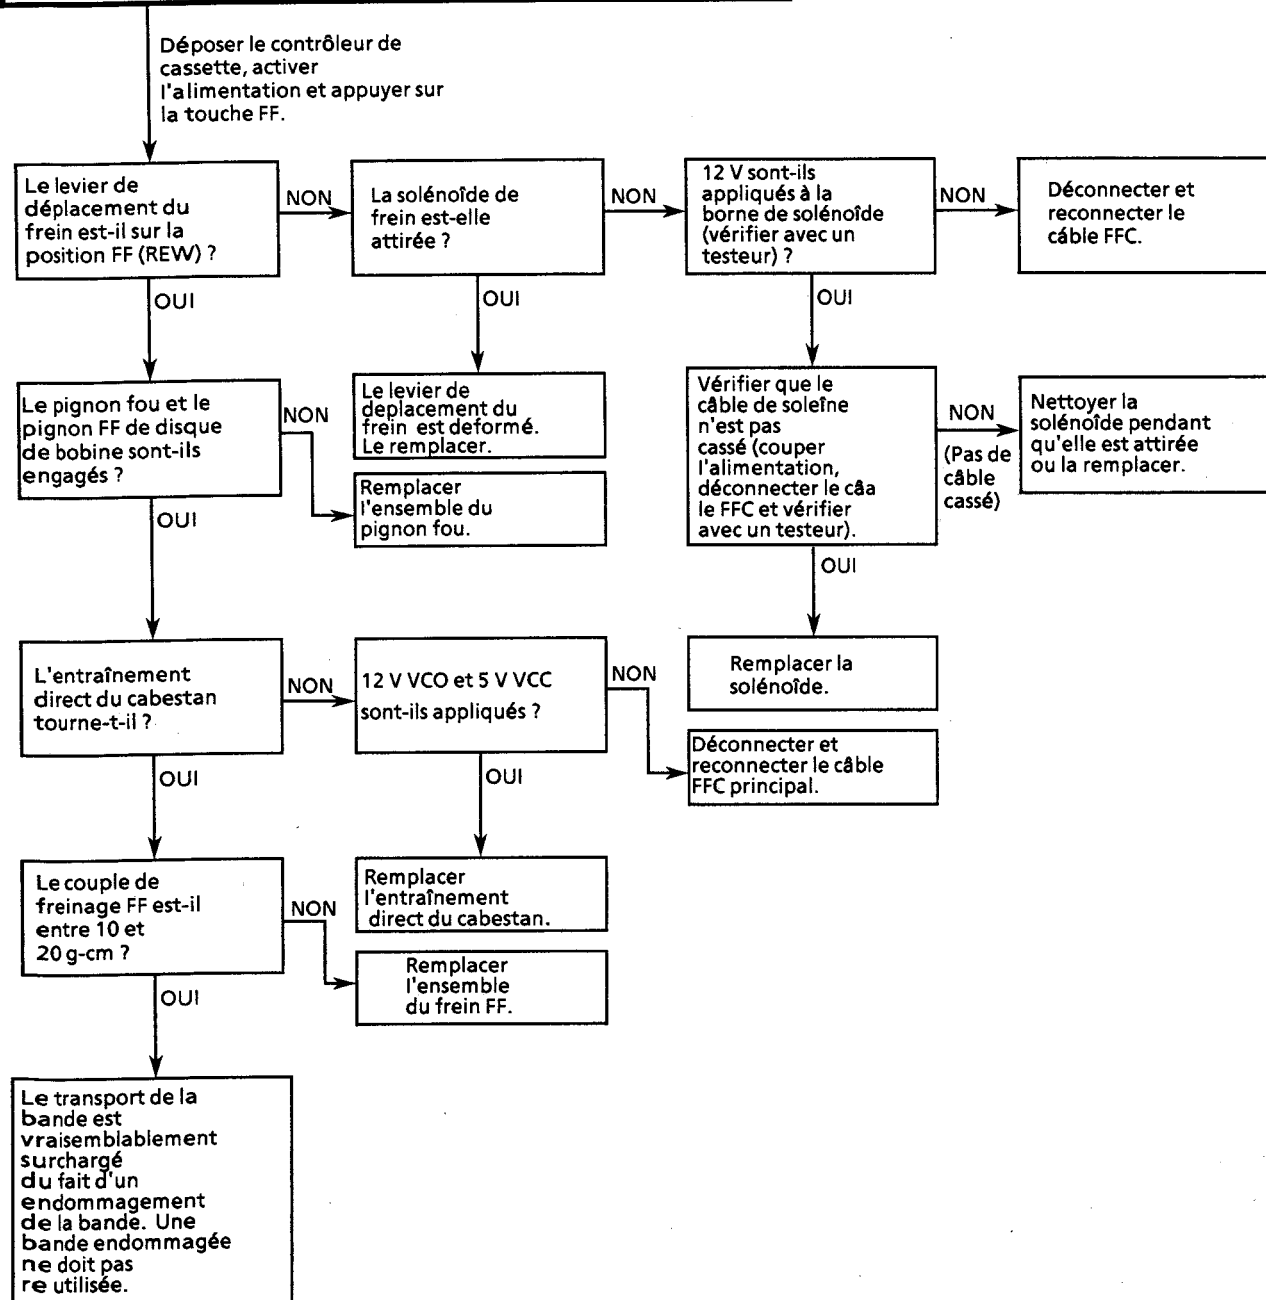 Déposer le contrôleur de
cassette, activer
l'alimentation et appuyer sur
la touche FF.
Le levier de
déplacement du
frein est-il sur la
position FF (REW) ?
NON
La solénoîde de
frein est-elle
attirée ?
NON
12 V sont-ils
appliqués à la
borne de solénoîde
(vérifier avec un
testeur) ?
NON
Déconnecter et
reconnecter le
câble FFC.
OUI
OUI
OUI
Le pignon fou et le
pignon FF de disque
de bobine sont-ils
engagés ?
NON
Le levier de
deplacement du
frein est deformé.
Le remplacer.
Remplacer
l'ensemble du
pignon fou.
Vérifier que le
câble de soleîne
n'est pas
cassé (couper
l'alimentation,
déconnecter le câa
le FFC et vérifier
avec un testeur).
NON
(Pas de
câble
cassé)
Nettoyer la
solénoîde pendant
qu'elle est attirée
ou la remplacer.
OUI
OUI
L'entraînement
direct du cabestan
tourne-t-il ?
NON
12 V VCO et 5 V VCC
sont-ils appliqués ?
NON
Remplacer la
solénoîde.
Déconnecter et
reconnecter le câble
FFC principal.
OUI
OUI
Le couple de
freinage FF est-il
entre 10 et
20 g-cm ?
NON
Remplacer
l'entraînement
direct du cabestan.
Remplacer
l'ensemble
du frein FF.
OUI
Le transport de la
bande est
vraisemblablement
surchargé
du fait d'un
endommagement
de la bande. Une
bande endommagée
ne doit pas
re utilisée.